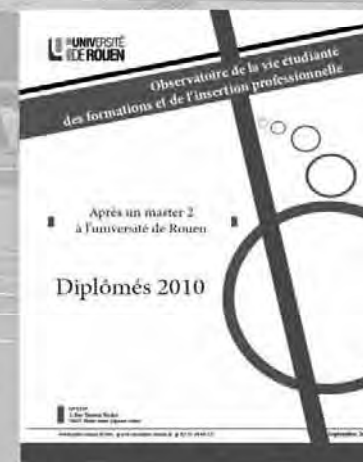 UNIVERSITÉ
DE ROUEN
Observatoire de la vie étudiante
des formations et de l'insertion professionnelle
Après un master 2
à l'université de Rouen
Diplômés 2010